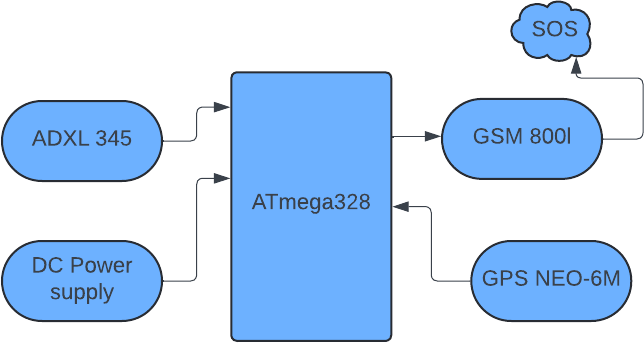 SOS
ADXL 345
GSM 800l
ATmega328
DC Power
supply
GPS NEO-6M